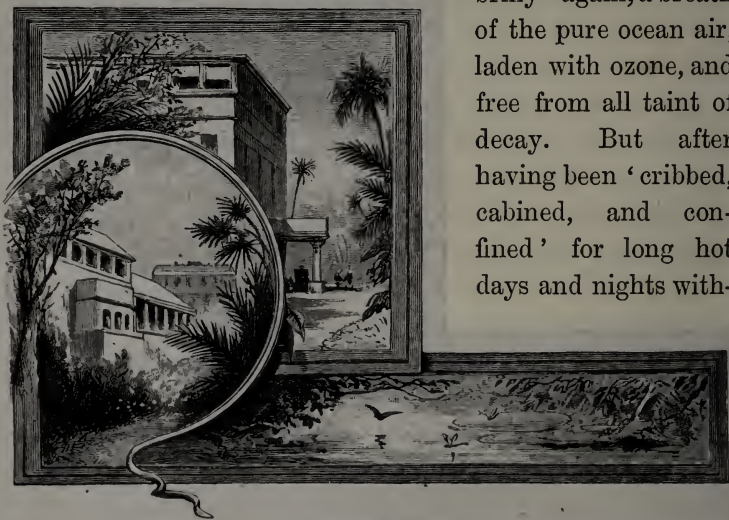 of the pure ocean air,
laden with ozone, and
free from all taint of
decay. But after
having been ‘cribbed,
cabined, and con-
fined’ for long hot
days and nights with-